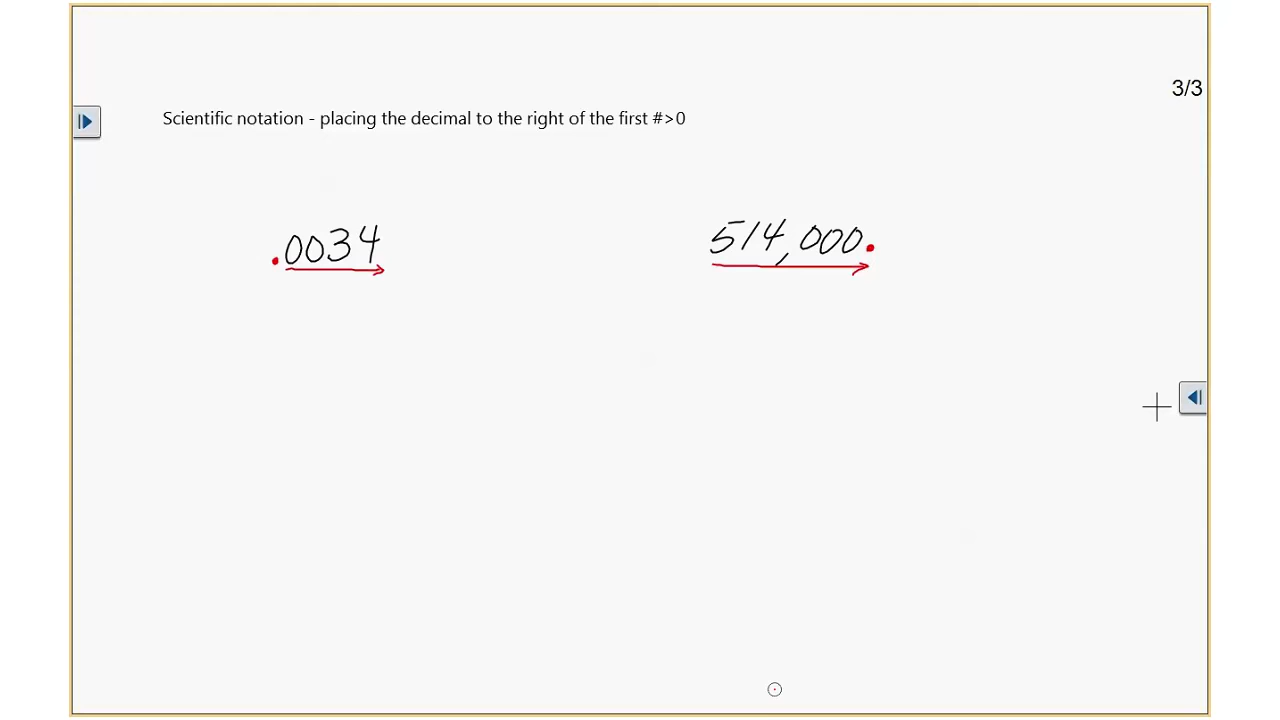 3/3
Scientific notation - placing the decimal to the right of the first #>0
.0034
514,000.